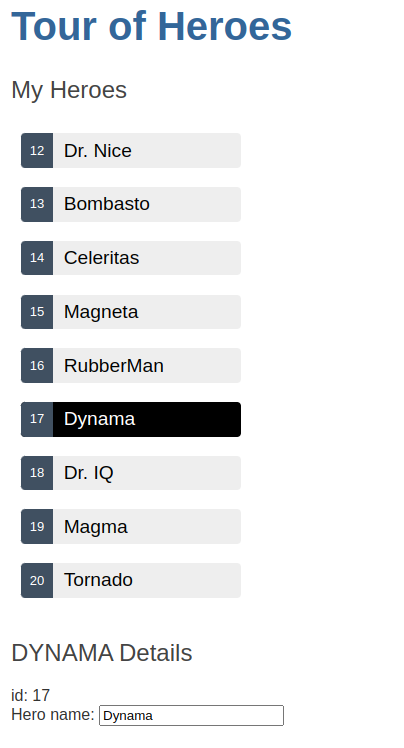 Tour of Heroes
My Heroes
12 Dr. Nice
13 Bombasto
14 Celeritas
15 Magneta
16 RubberMan
17 Dynama
18 Dr. IQ
19 Magma
20 Tornado
DYNAMA Details
id: 17
Hero name: Dynama